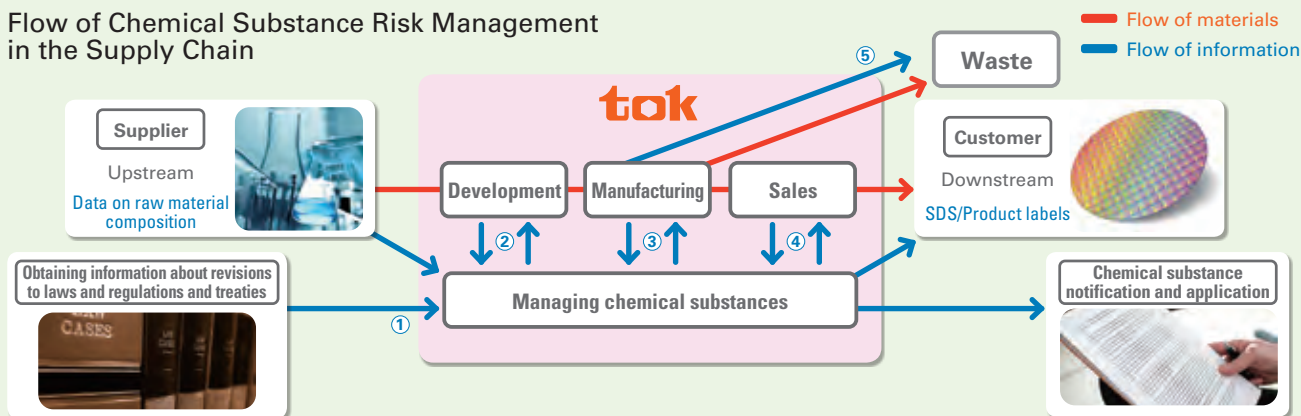 Flow of Chemical Substance Risk Management
in the Supply Chain
Flow of materials
Flow of information
⑤
Waste
tok
Supplier
Upstream
Data on raw material
composition
Development
Manufacturing
Sales
Customer
Downstream
SDS/Product labels
②
③
④
Obtaining information about revisions
to laws and regulations and treaties
CASES
①
Managing chemical substances
Chemical substance
notification and application